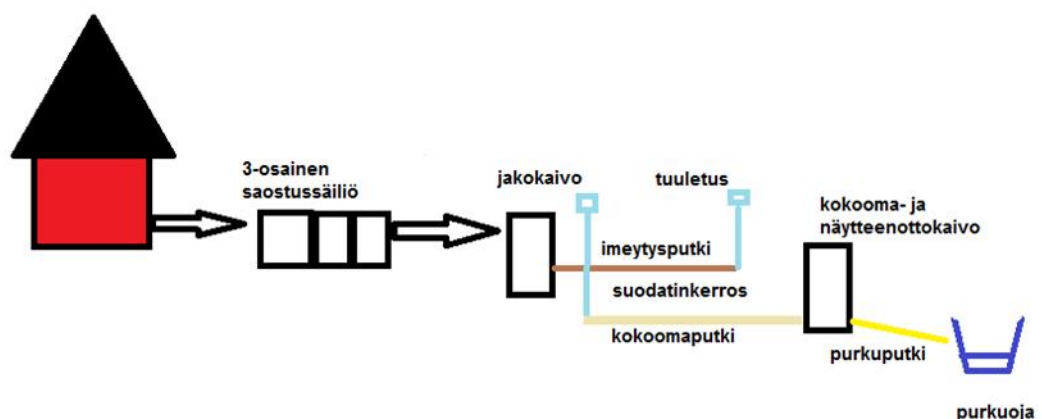 3-osainen
saostussäiliö
jakokaivo
tuuletus
imeytysputki
suodatinkerros
kokoomaputki
kokooma- ja
näytteenottokaivo
purkuputki
purkuoja